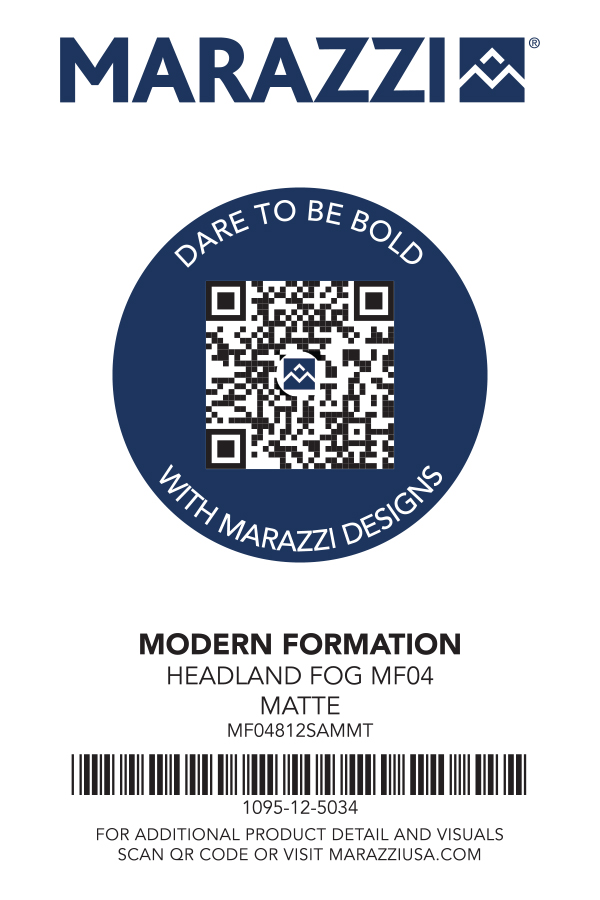 MARAZZI®
DARE TO BE BOLD
WITH MARAZZI DESIGNS
MODERN FORMATION
HEADLAND FOG MF04
MATTE
MF04812SAMMT
1095-12-5034
FOR ADDITIONAL PRODUCT DETAIL AND VISUALS
SCAN QR CODE OR VISIT MARAZZIUSA.COM